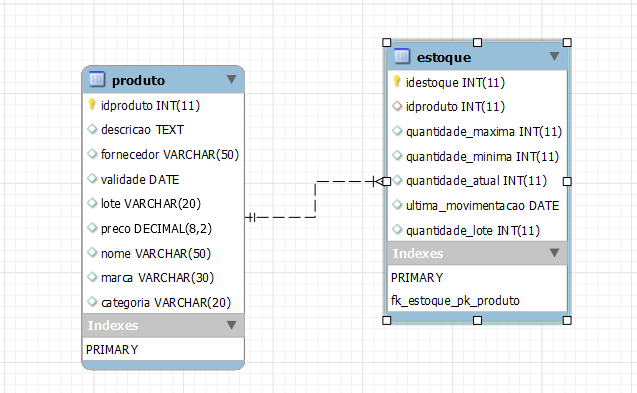 produto
idproduto INT(11)
descricao TEXT
fornecedor VARCHAR(50)
validade DATE
lote VARCHAR(20)
preco DECIMAL(8,2)
nome VARCHAR(50)
marca VARCHAR(30)
categoria VARCHAR(20)
Indexes
PRIMARY
estoque
idestoque INT(11)
idproduto INT(11)
quantidade_maxima INT(11)
quantidade_minima INT(11)
quantidade_atual INT(11)
ultima_movimentacao DATE
quantidade_lote INT(11)
Indexes
PRIMARY
fk_estoque_pk_produto